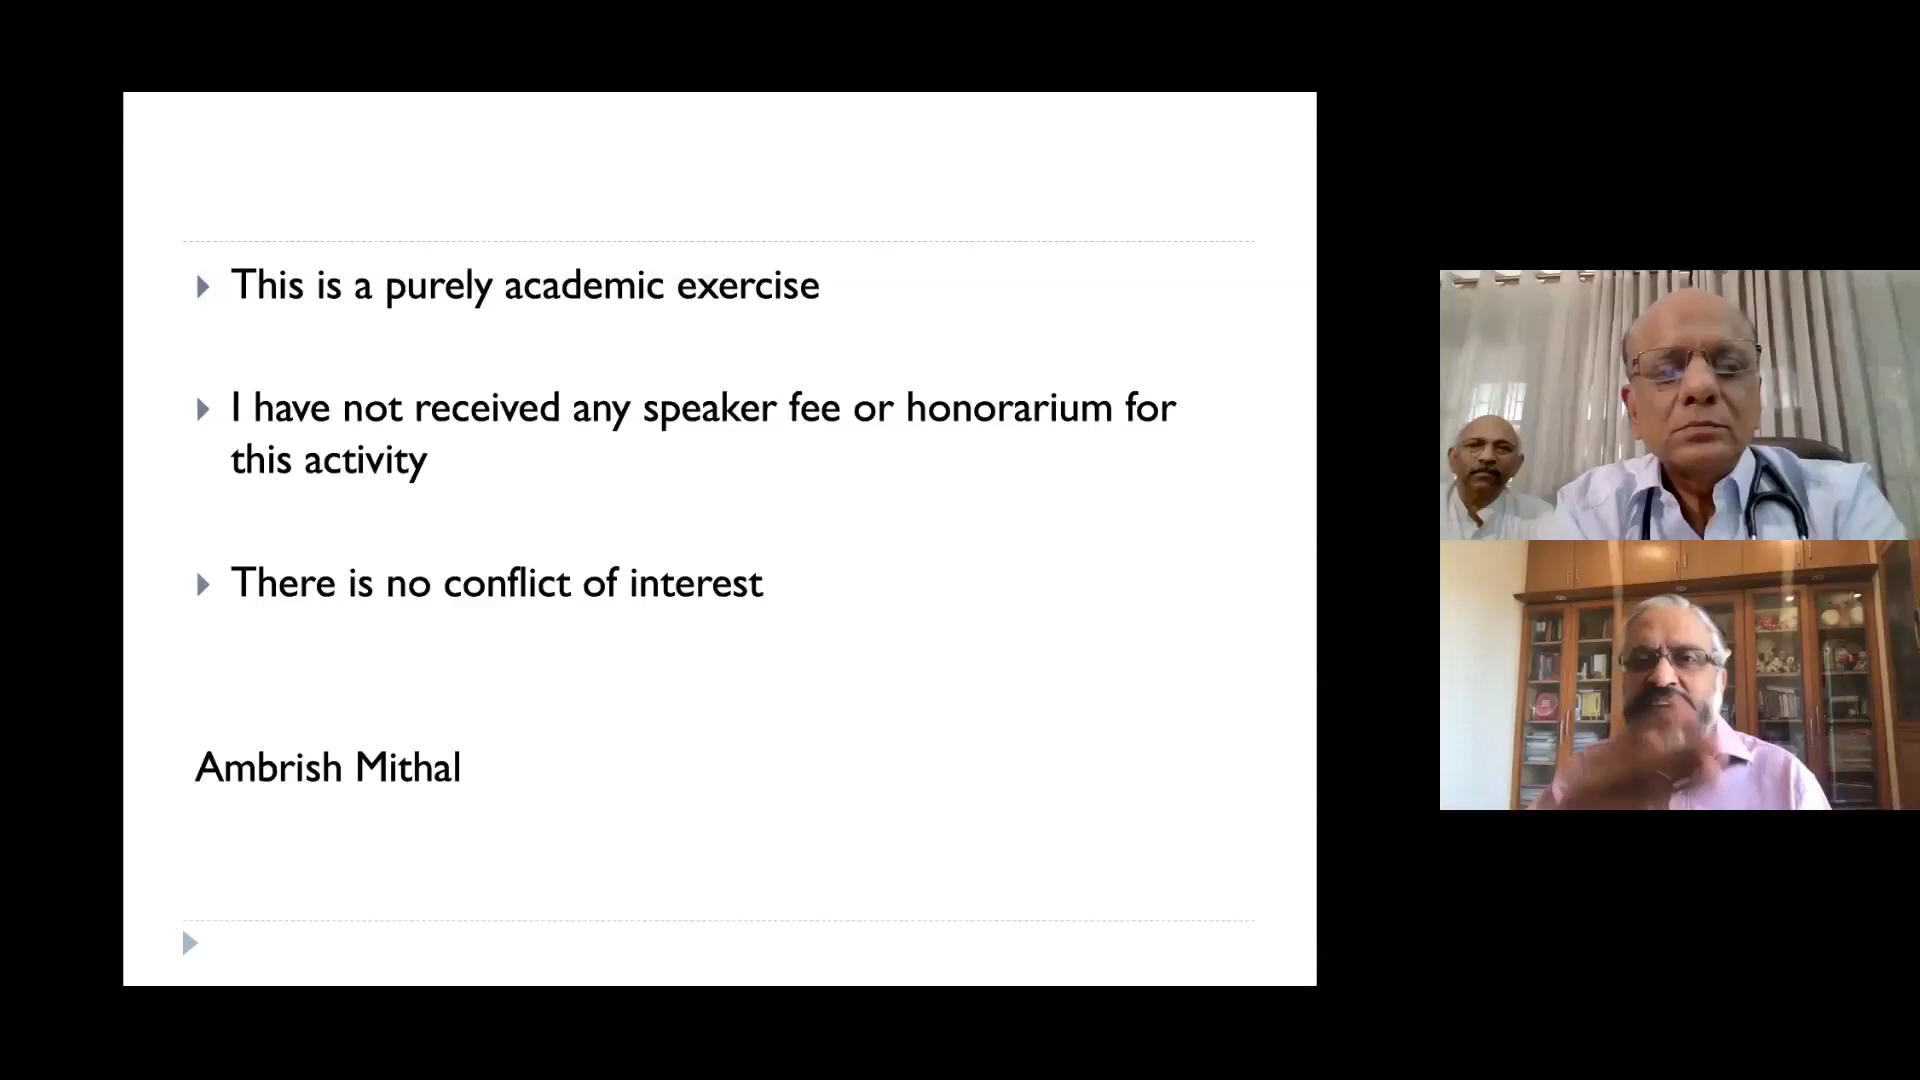 This is a purely academic exercise
I have not received any speaker fee or honorarium for
this activity
There is no conflict of interest
Ambrish Mithal